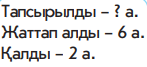 Тапсырылды – ? а.
Жаттап алды – 6 а.
Қалды – 2 а.